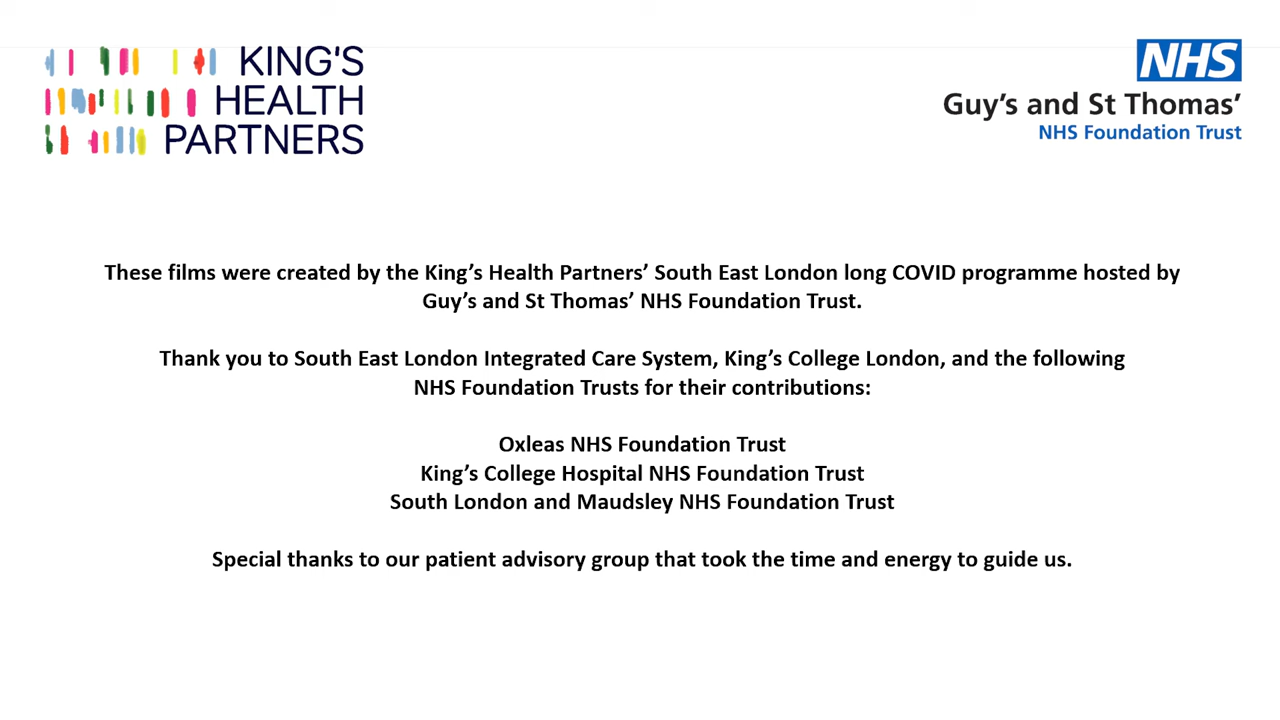 KING'S
HEALTH
PARTNERS
NHS
Guy's and St Thomas'
NHS Foundation Trust
These films were created by the King's Health Partners' South East London long COVID programme hosted by
Guy's and St Thomas' NHS Foundation Trust.
Thank you to South East London Integrated Care System, King's College London, and the following
NHS Foundation Trusts for their contributions:
Oxleas NHS Foundation Trust
King's College Hospital NHS Foundation Trust
South London and Maudsley NHS Foundation Trust
Special thanks to our patient advisory group that took the time and energy to guide us.